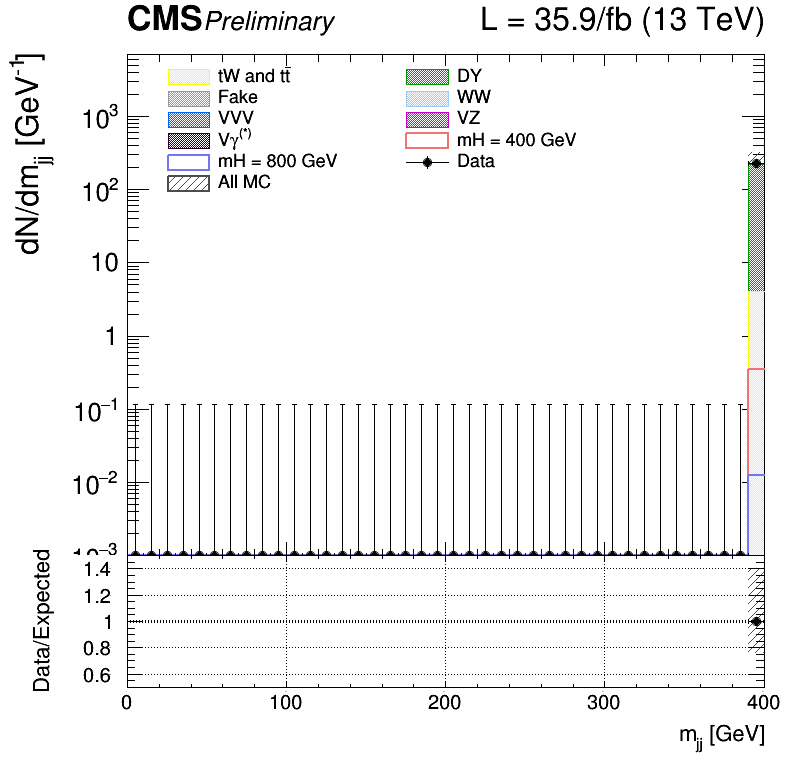 CMS Preliminary L = 35.9/fb (13 TeV)
dN/dm_jj [GeV⁻¹]
tW and tt̄ DY
Fake WW
VVV VZ
Vγ⁽*⁾ mH = 400 GeV
mH = 800 GeV Data
All MC
10³
10²
10
1
10⁻¹
10⁻²
10⁻³
Data/Expected
1.4
1.2
1
0.8
0.6
0 100 200 300 400
m_jj [GeV]